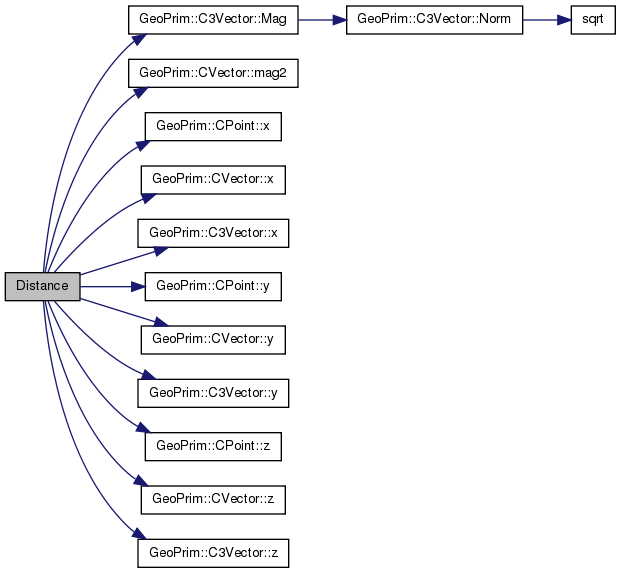 GeoPrim::C3Vector::Mag
GeoPrim::C3Vector::Norm
sqrt
GeoPrim::CVector::mag2
GeoPrim::CPoint::x
GeoPrim::CVector::x
GeoPrim::C3Vector::x
Distance
GeoPrim::CPoint::y
GeoPrim::CVector::y
GeoPrim::C3Vector::y
GeoPrim::CPoint::z
GeoPrim::CVector::z
GeoPrim::C3Vector::z